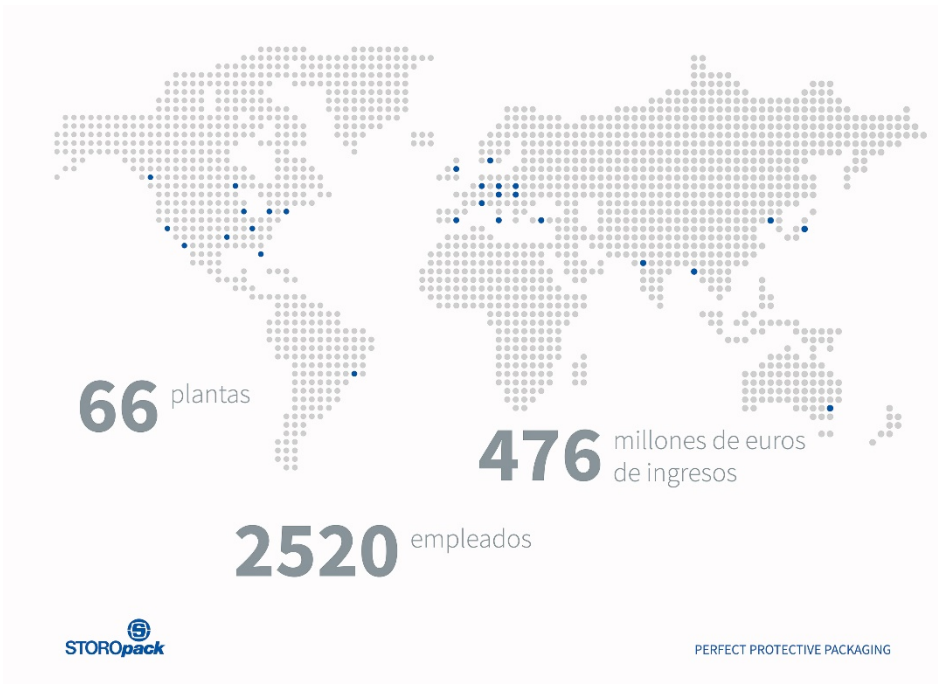 66 plantas
476 millones de euros
de ingresos
2520 empleados
STOROpack
PERFECT PROTECTIVE PACKAGING